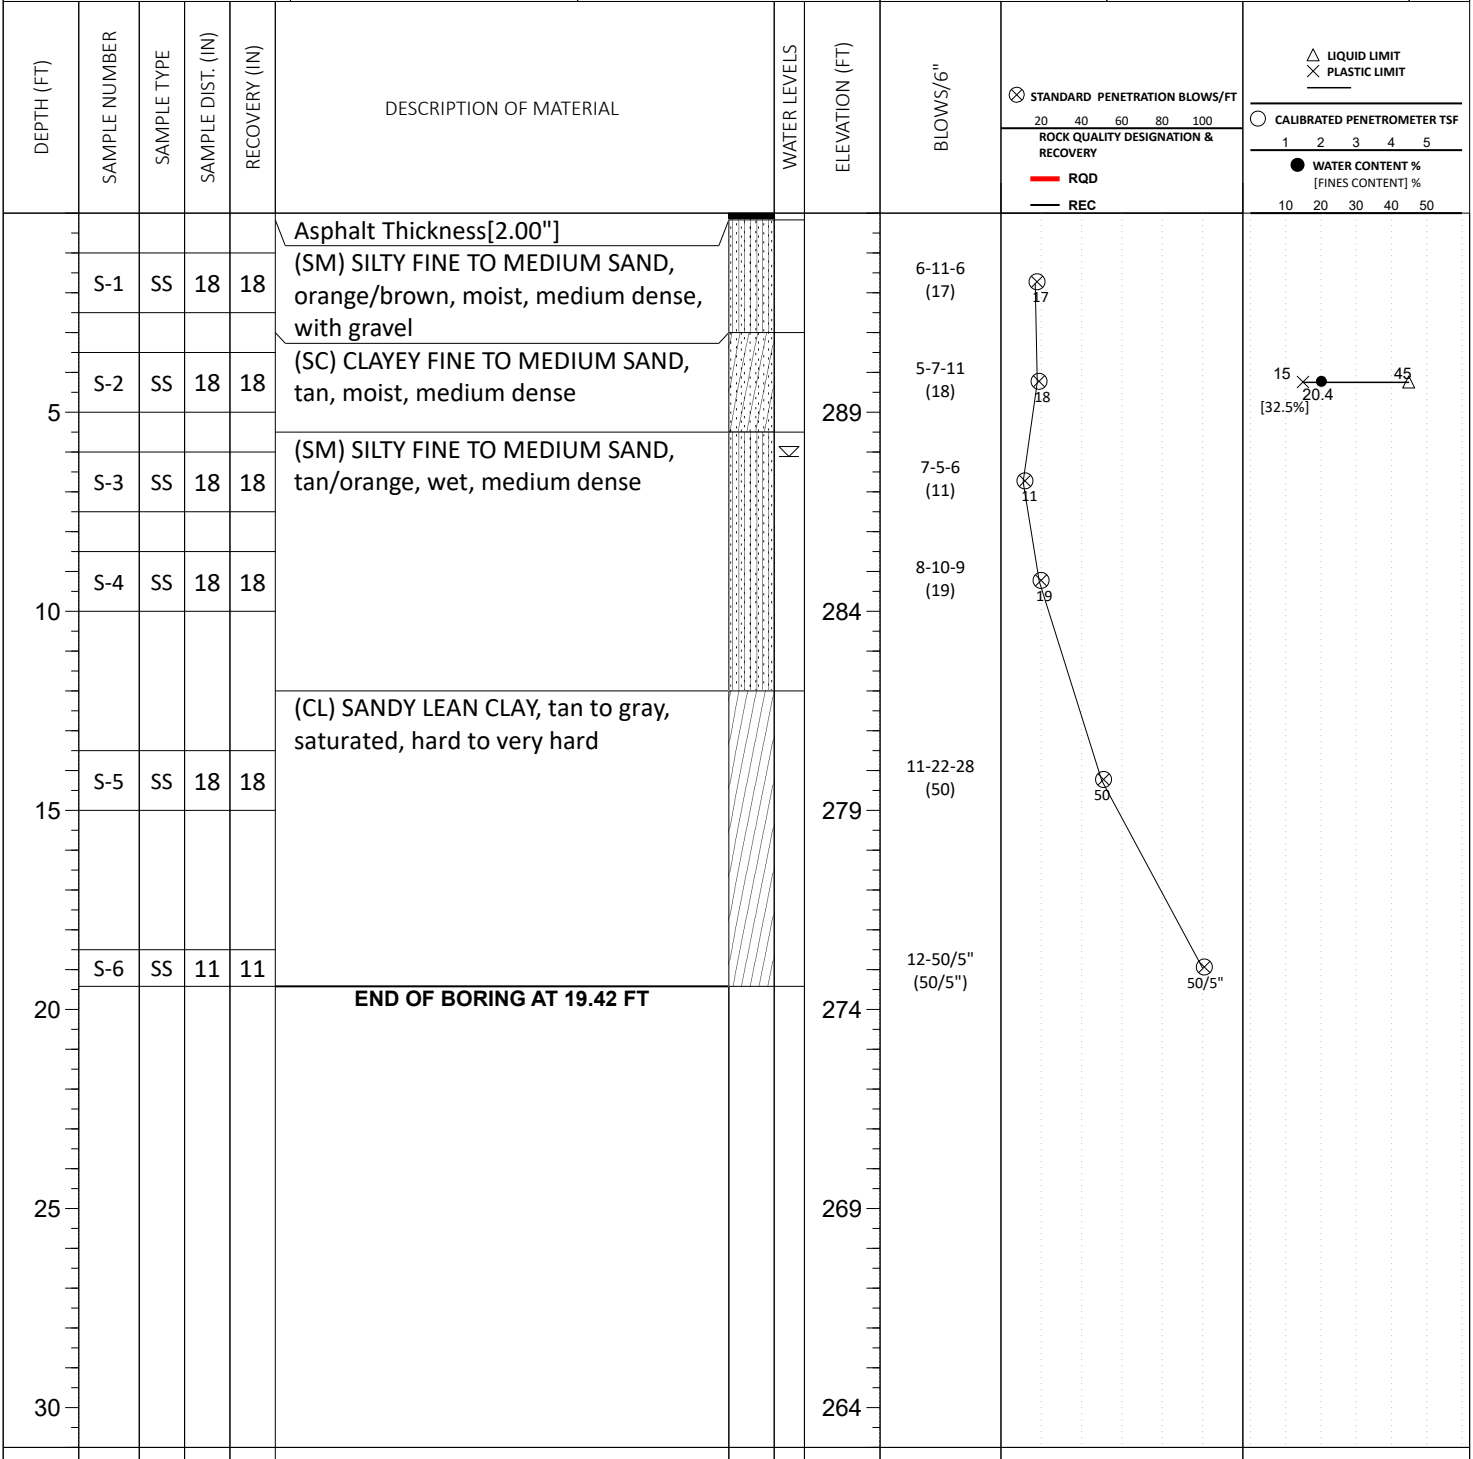 DEPTH (FT)
SAMPLE NUMBER
SAMPLE TYPE
SAMPLE DIST. (IN)
RECOVERY (IN)
DESCRIPTION OF MATERIAL
WATER LEVELS
ELEVATION (FT)
BLOWS/6"
STANDARD PENETRATION BLOWS/FT
20 40 60 80 100
ROCK QUALITY DESIGNATION &
RECOVERY
RQD
REC
LIQUID LIMIT
PLASTIC LIMIT
CALIBRATED PENETROMETER TSF
1 2 3 4 5
WATER CONTENT %
[FINES CONTENT] %
10 20 30 40 50
Asphalt Thickness[2.00"]
S-1 SS 18 18
(SM) SILTY FINE TO MEDIUM SAND,
orange/brown, moist, medium dense,
with gravel
6-11-6
(17)
17
S-2 SS 18 18
(SC) CLAYEY FINE TO MEDIUM SAND,
tan, moist, medium dense
5-7-11
(18)
18
15 45
20.4
[32.5%]
5 289
S-3 SS 18 18
(SM) SILTY FINE TO MEDIUM SAND,
tan/orange, wet, medium dense
7-5-6
(11)
11
S-4 SS 18 18
8-10-9
(19)
19
10 284
(CL) SANDY LEAN CLAY, tan to gray,
saturated, hard to very hard
S-5 SS 18 18
11-22-28
(50)
50
15 279
S-6 SS 11 11
12-50/5"
(50/5")
50/5"
END OF BORING AT 19.42 FT
20 274
25 269
30 264